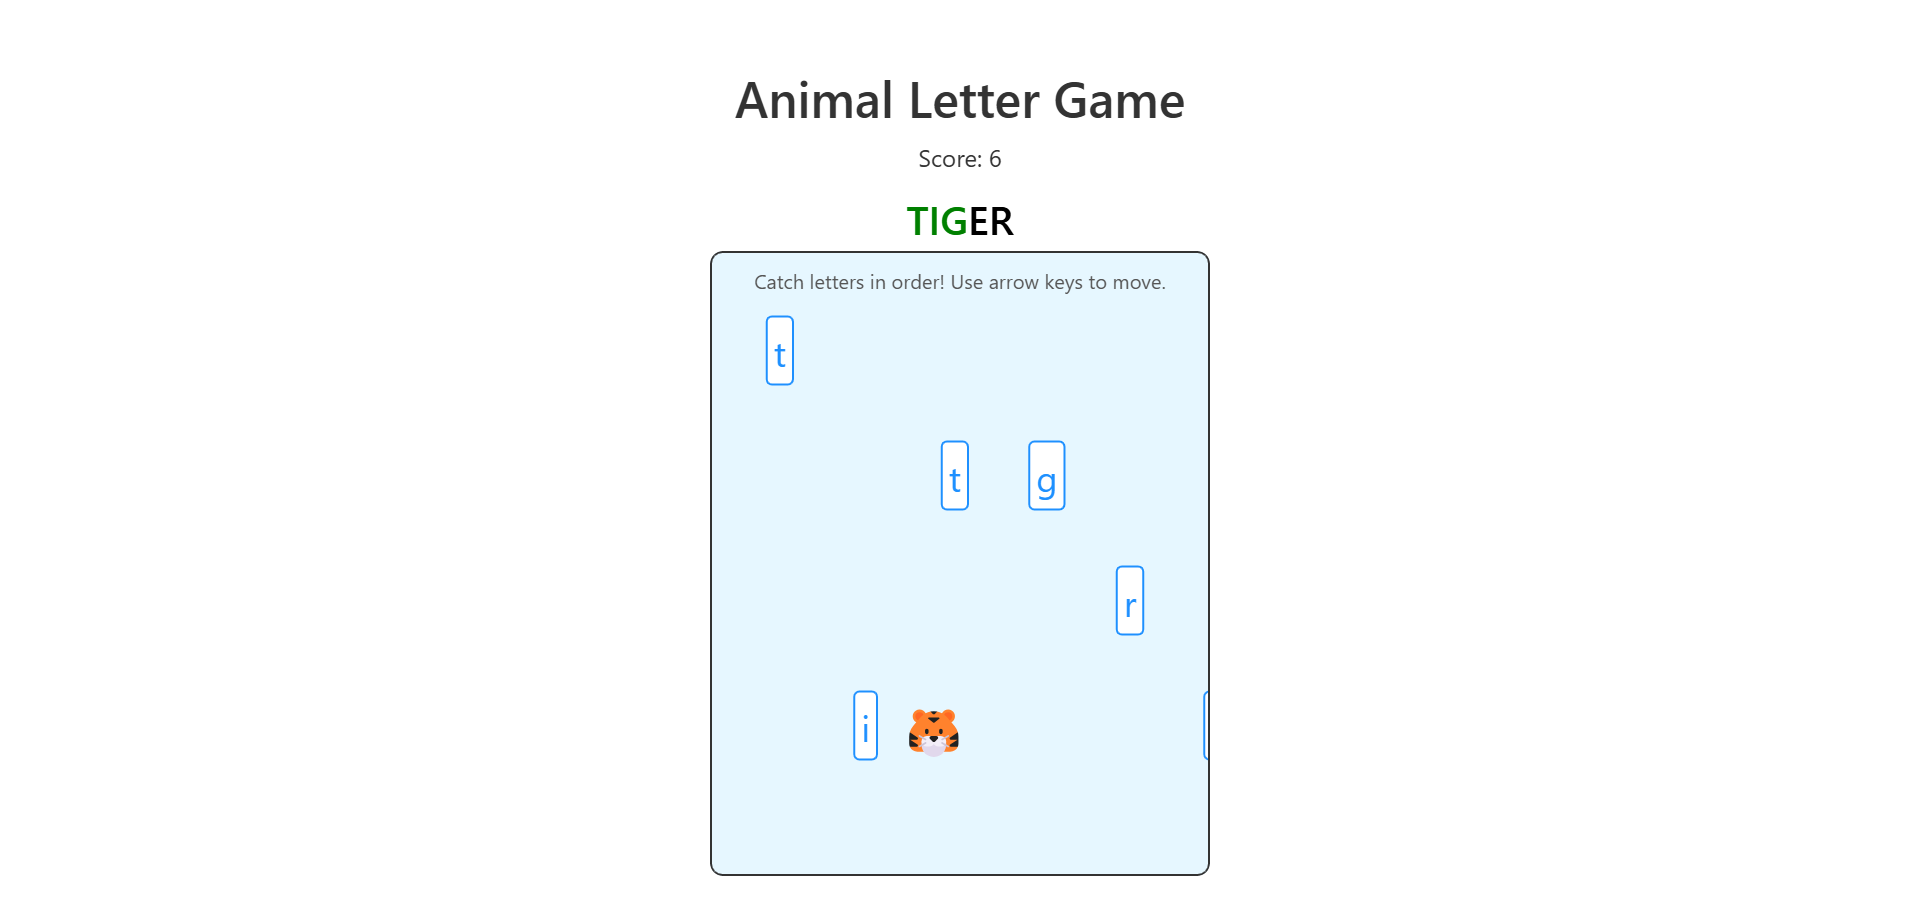 Animal Letter Game
Score: 6
TIGER
Catch letters in order! Use arrow keys to move.
t
t g
r
i